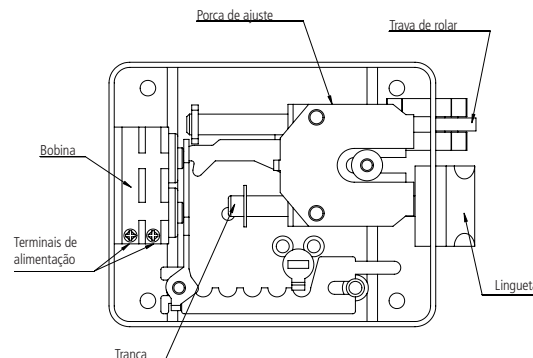 Porca de ajuste
Trava de rolar
Bobina
Terminais de
alimentação
Lingueta
Tranca